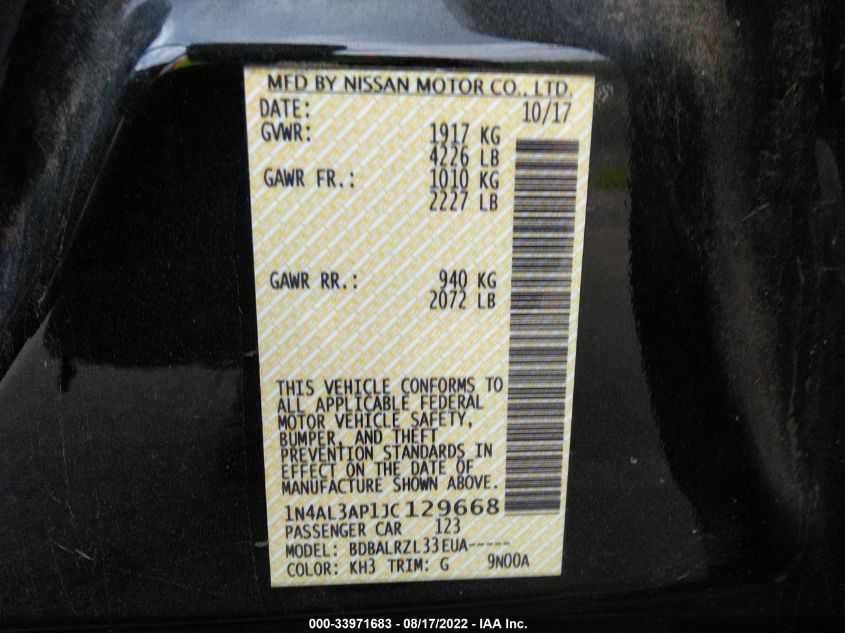 MFD BY NISSAN MOTOR CO., LTD.
DATE: 10/17
GVWR: 1917 KG
4226 LB
GAWR FR.: 1010 KG
2227 LB
GAWR RR.: 940 KG
2072 LB
THIS VEHICLE CONFORMS TO
ALL APPLICABLE FEDERAL
MOTOR VEHICLE SAFETY,
BUMPER, AND THEFT
PREVENTION STANDARDS IN
EFFECT ON THE DATE OF
MANUFACTURE SHOWN ABOVE.
1N4AL3AP1JC129668
PASSENGER CAR 123
MODEL: BDBALRZL33EUA-----
COLOR: KH3 TRIM: G 9N00A
000-33971683 - 08/17/2022 - IAA Inc.